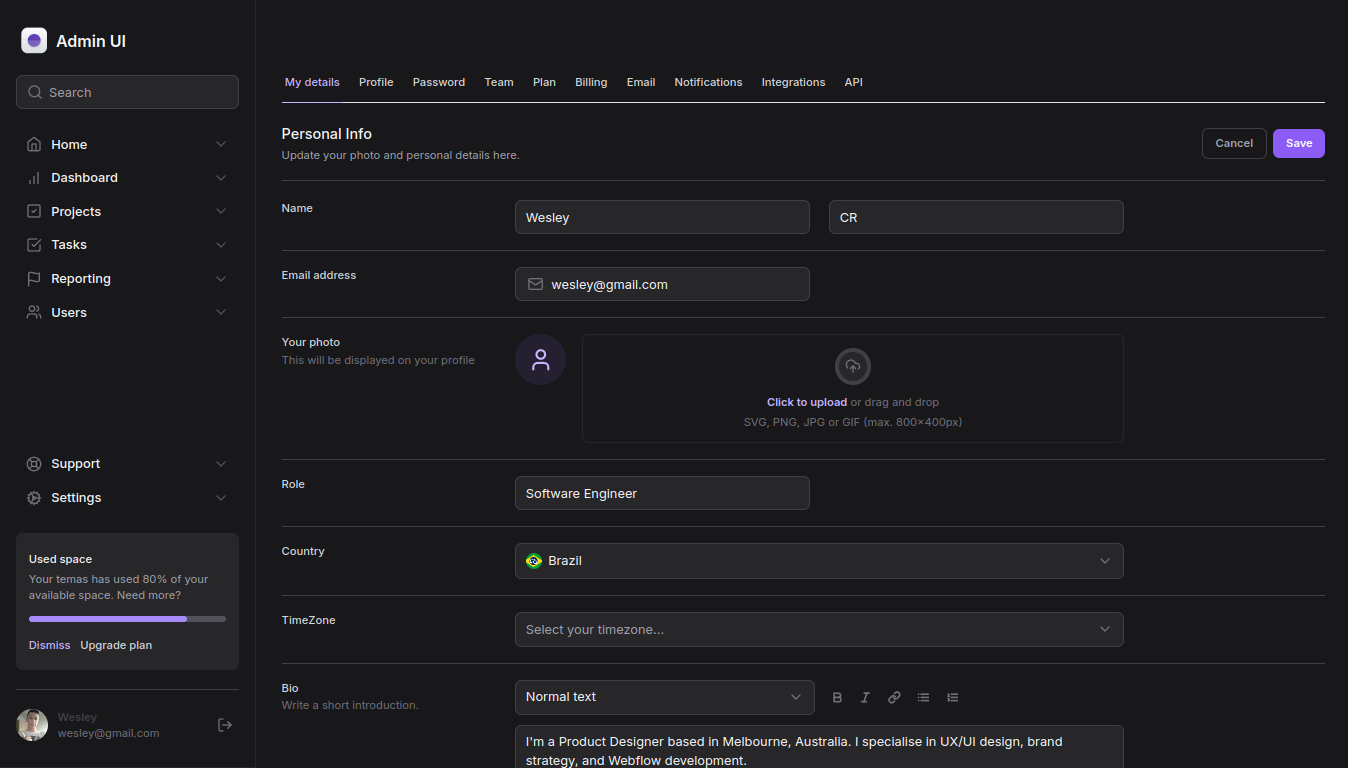 Admin UI
Search
Home
Dashboard
Projects
Tasks
Reporting
Users
Support
Settings
Used space
Your temas has used 80% of your
available space. Need more?
Dismiss Upgrade plan
Wesley
wesley@gmail.com
My details Profile Password Team Plan Billing Email Notifications Integrations API
Personal Info
Update your photo and personal details here.
Cancel Save
Name
Wesley CR
Email address
wesley@gmail.com
Your photo
This will be displayed on your profile
Click to upload or drag and drop
SVG, PNG, JPG or GIF (max. 800×400px)
Role
Software Engineer
Country
Brazil
TimeZone
Select your timezone...
Bio
Write a short introduction.
Normal text
I'm a Product Designer based in Melbourne, Australia. I specialise in UX/UI design, brand
strategy, and Webflow development.